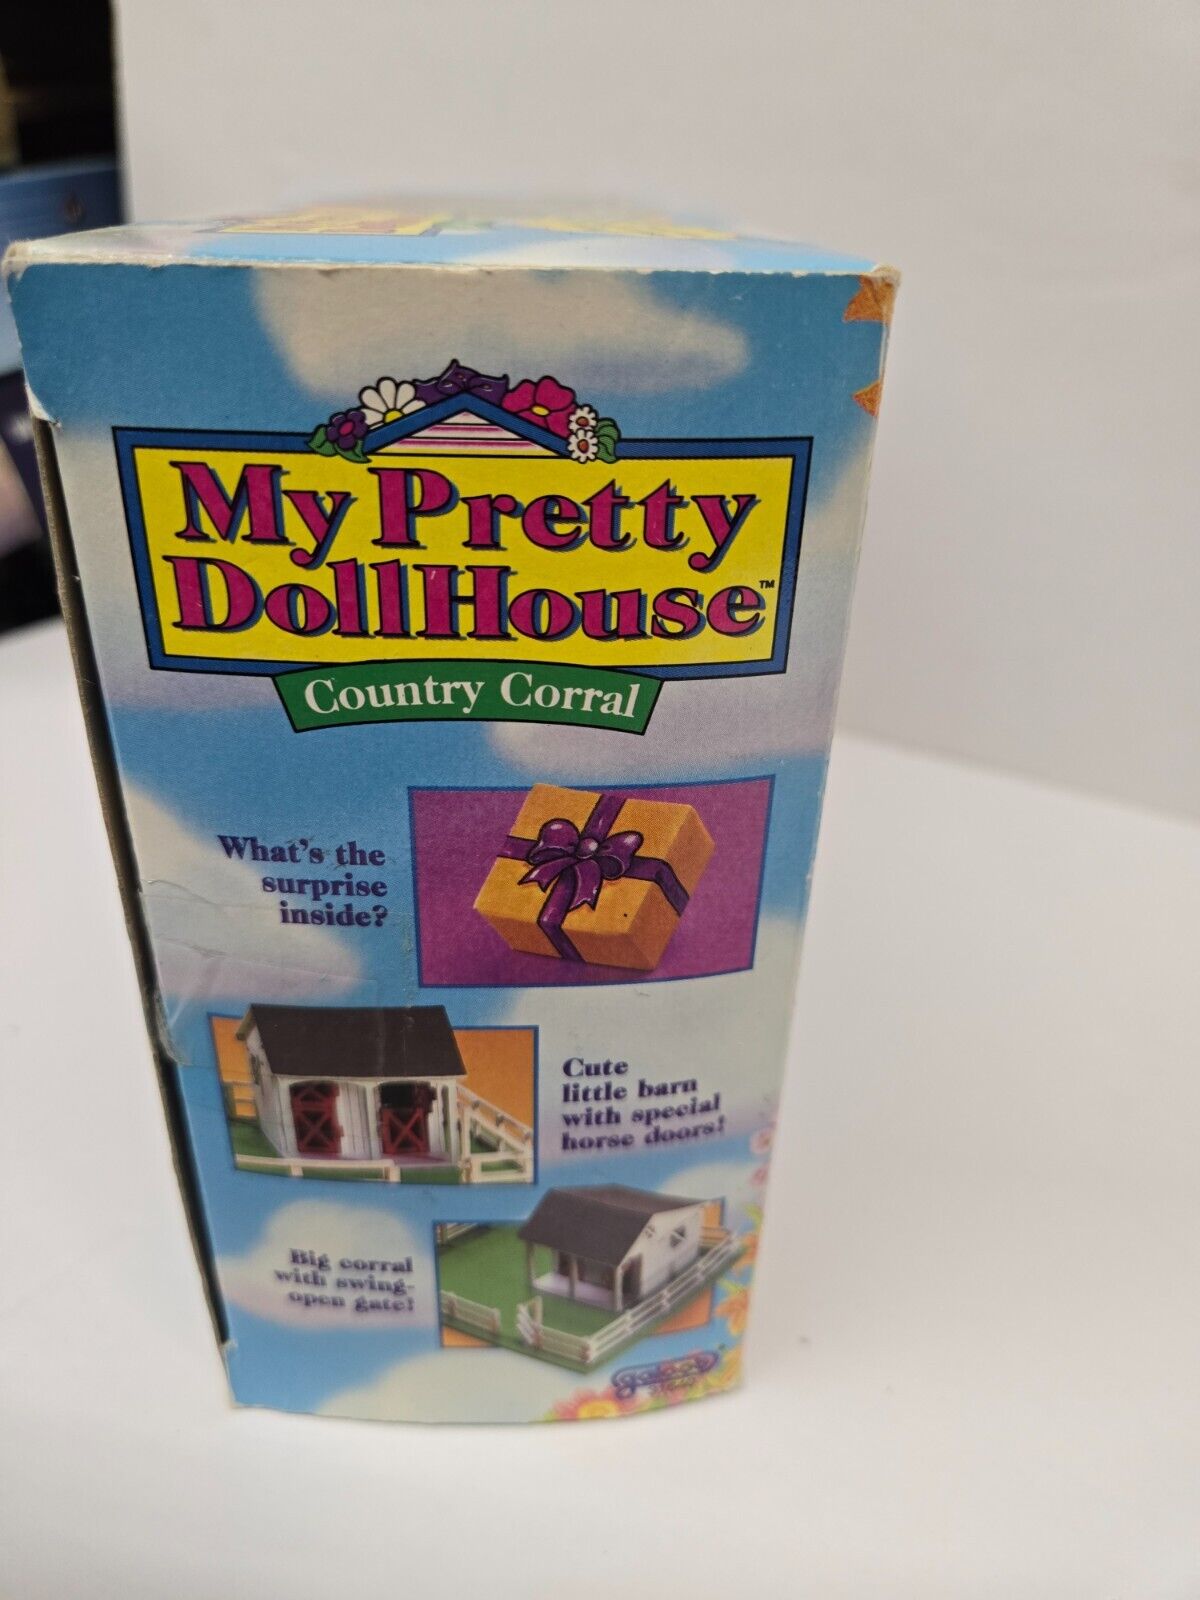 My Pretty
DollHouse™
Country Corral
What's the
surprise
inside?
Cute
little barn
with special
horse doors!
Big corral
with swing-
open gate!
galoob®